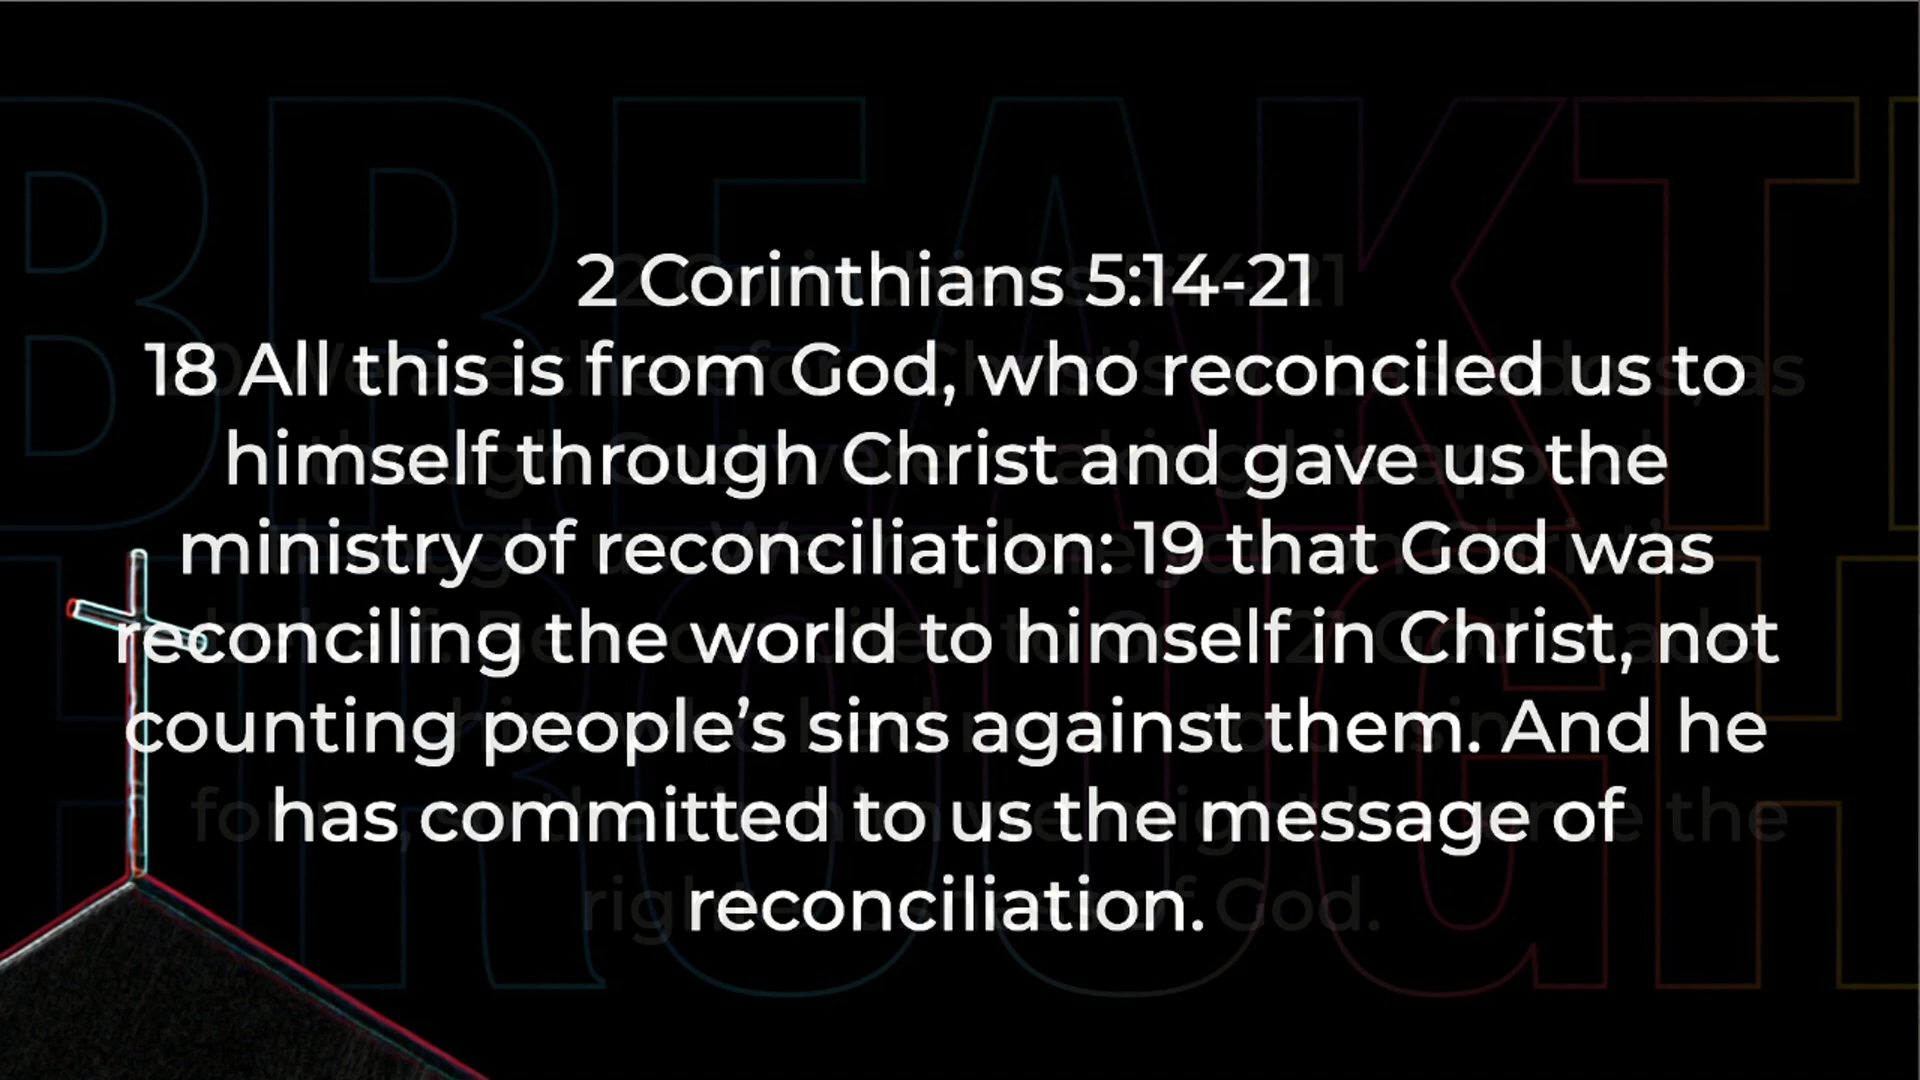 BREAKT
HROUGH
2 Corinthians 5:14-21
18 All this is from God, who reconciled us to
himself through Christ and gave us the
ministry of reconciliation: 19 that God was
reconciling the world to himself in Christ, not
counting people’s sins against them. And he
has committed to us the message of
reconciliation.